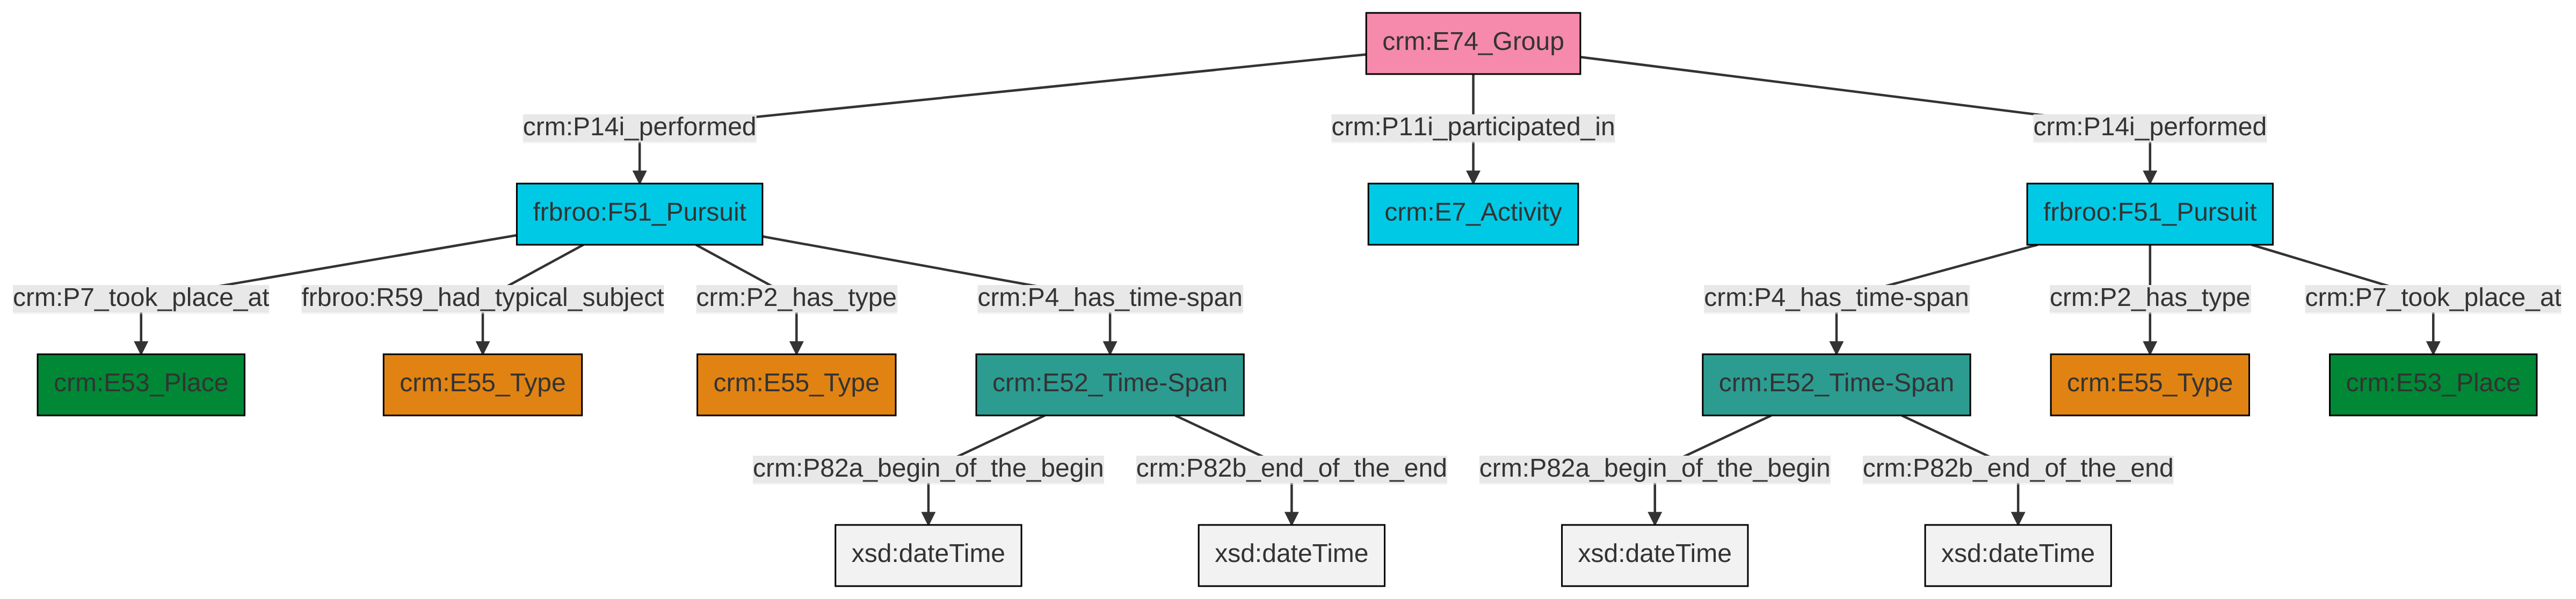 crm:E74_Group
crm:P14i_performed
crm:P11i_participated_in
crm:P14i_performed
frbroo:F51_Pursuit
crm:E7_Activity
frbroo:F51_Pursuit
crm:P7_took_place_at
frbroo:R59_had_typical_subject
crm:P2_has_type
crm:P4_has_time-span
crm:P4_has_time-span
crm:P2_has_type
crm:P7_took_place_at
crm:E53_Place
crm:E55_Type
crm:E55_Type
crm:E52_Time-Span
crm:E52_Time-Span
crm:E55_Type
crm:E53_Place
crm:P82a_begin_of_the_begin
crm:P82b_end_of_the_end
crm:P82a_begin_of_the_begin
crm:P82b_end_of_the_end
xsd:dateTime
xsd:dateTime
xsd:dateTime
xsd:dateTime